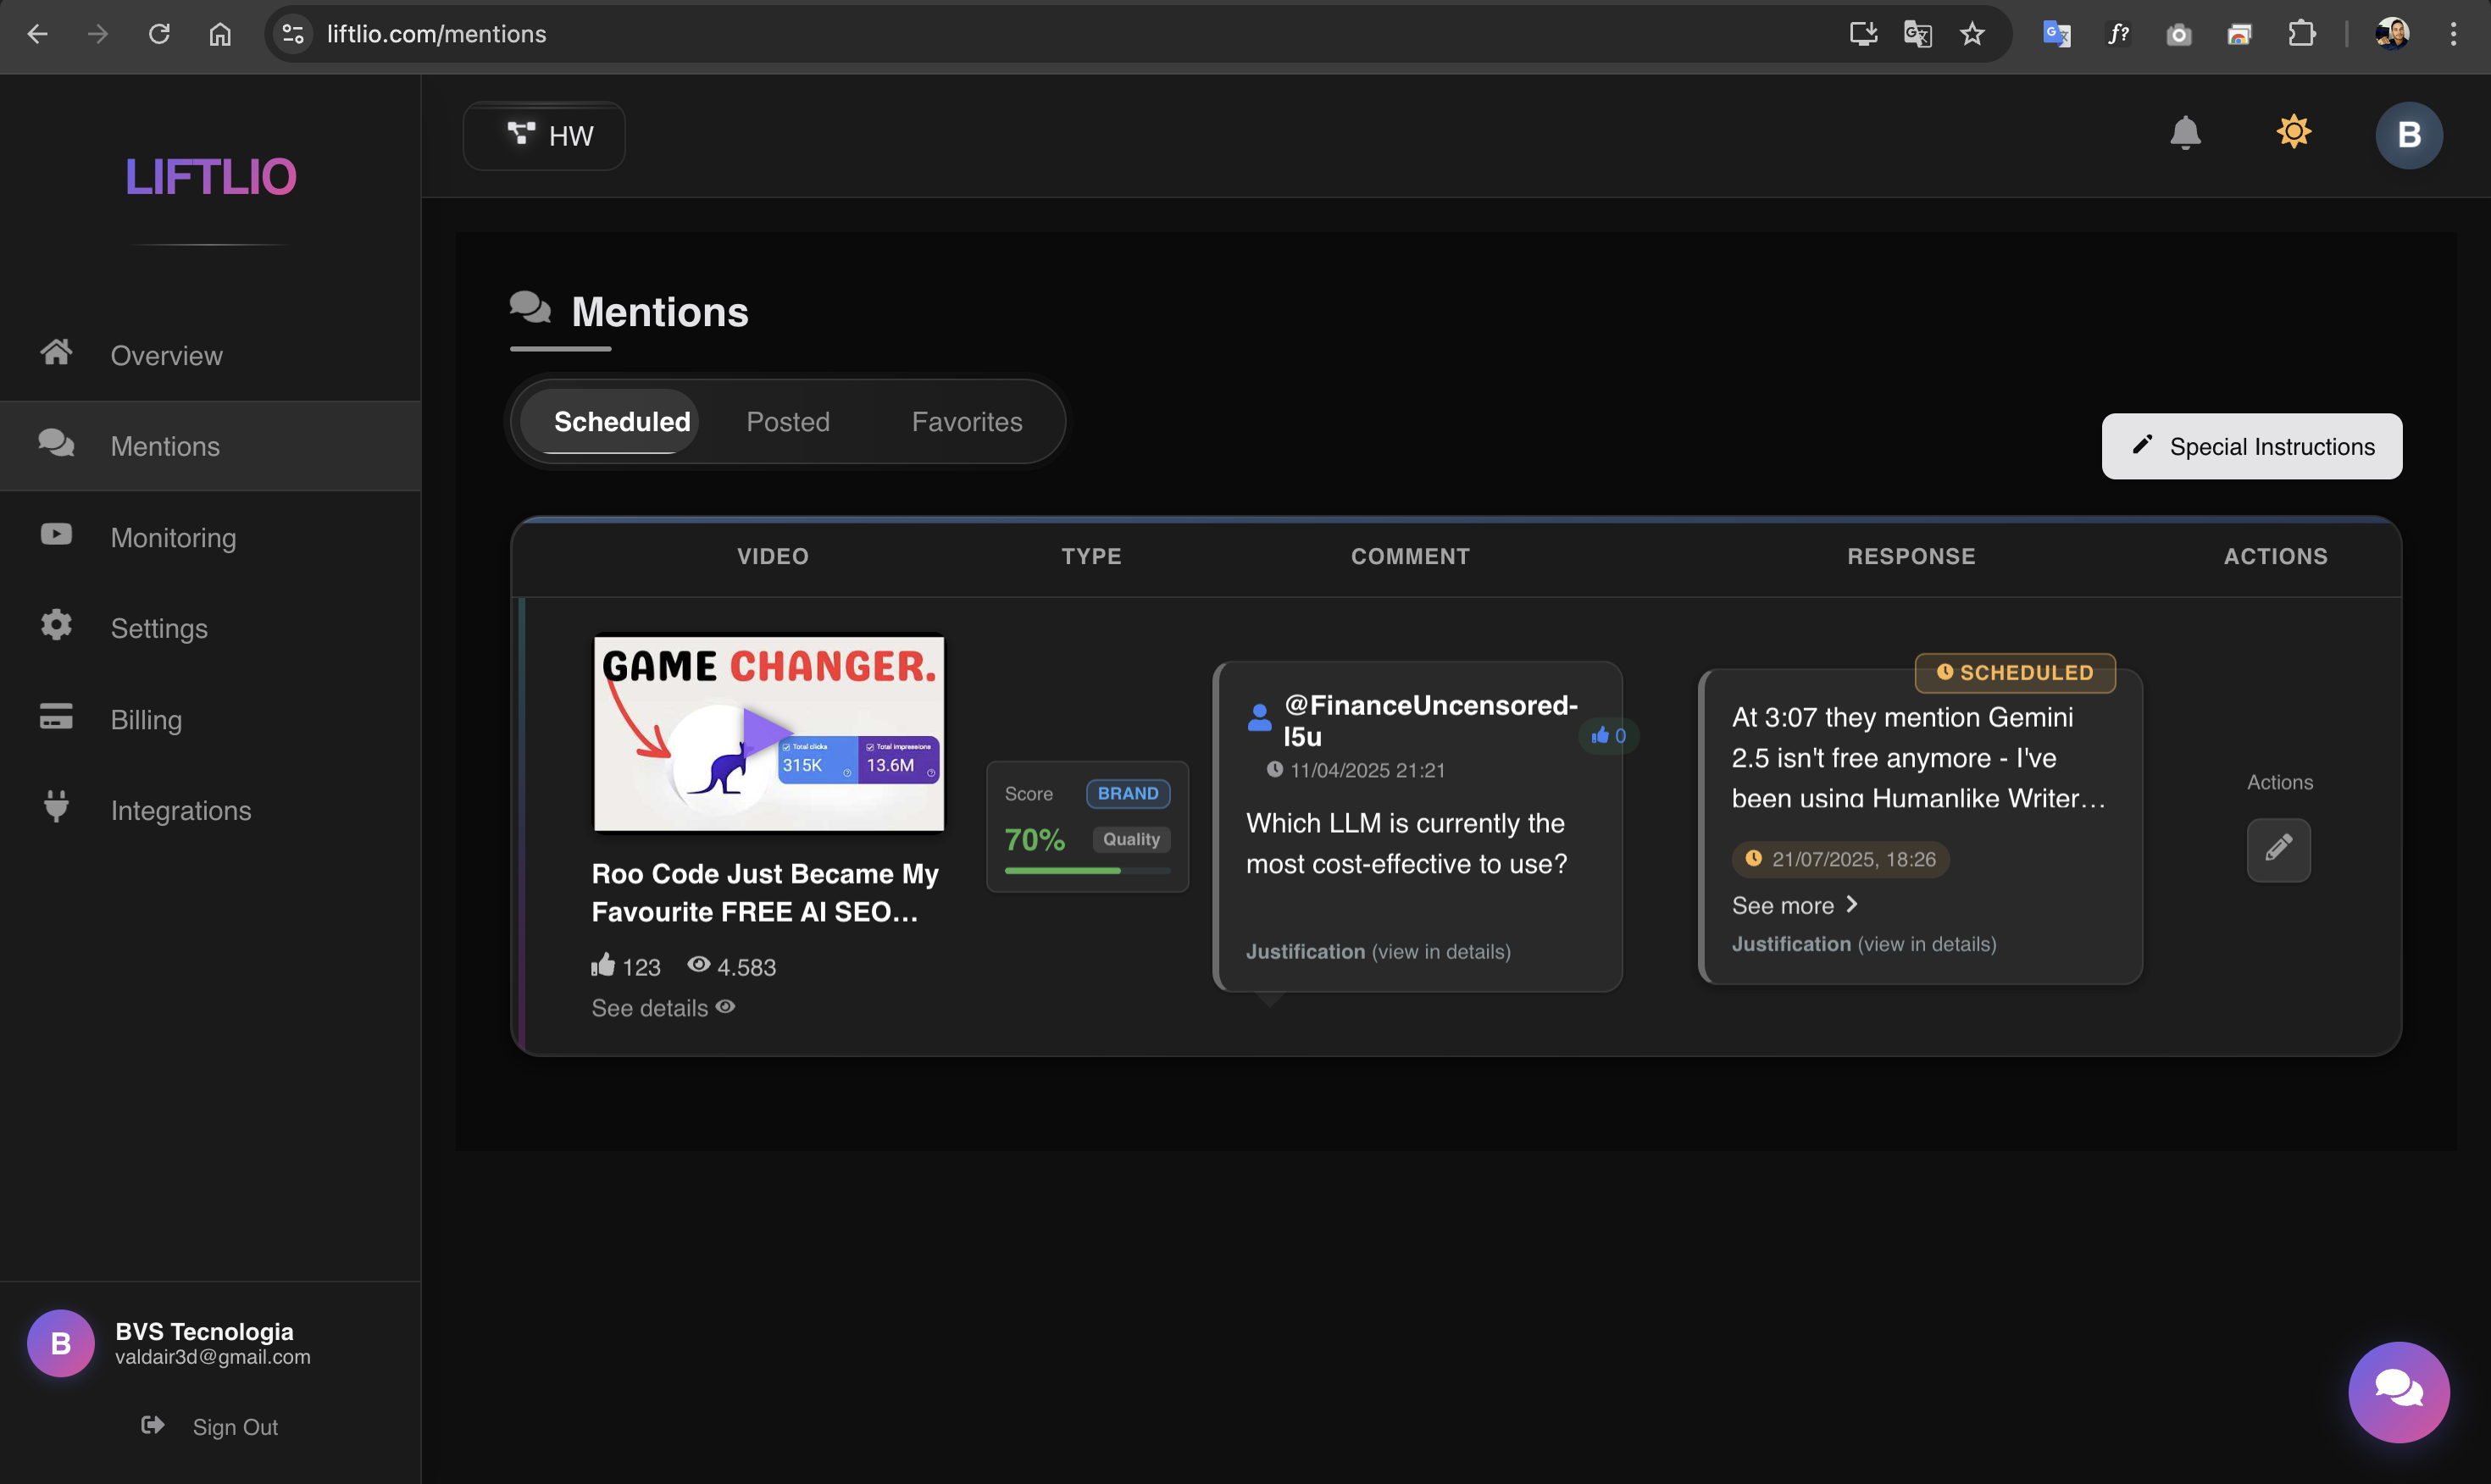 liftlio.com/mentions
LIFTLIO
HW
B
Overview
Mentions
Monitoring
Settings
Billing
Integrations
B
BVS Tecnologia
valdair3d@gmail.com
Sign Out
Mentions
Scheduled
Posted
Favorites
Special Instructions
VIDEO
TYPE
COMMENT
RESPONSE
ACTIONS
GAME CHANGER.
Total clicks
315K
Total impressions
13.6M
Roo Code Just Became My
Favourite FREE AI SEO...
123
4.583
See details
Score
BRAND
70%
Quality
@FinanceUncensored-
l5u
0
11/04/2025 21:21
Which LLM is currently the
most cost-effective to use?
Justification (view in details)
SCHEDULED
At 3:07 they mention Gemini
2.5 isn't free anymore - I've
been using Humanlike Writer...
21/07/2025, 18:26
See more
Justification (view in details)
Actions